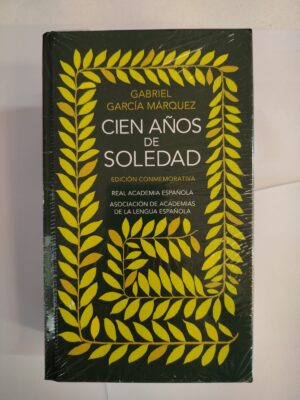 GABRIEL
GARCÍA MÁRQUEZ
CIEN AÑOS
DE
SOLEDAD
EDICIÓN CONMEMORATIVA
REAL ACADEMIA ESPAÑOLA
ASOCIACIÓN DE ACADEMIAS
DE LA LENGUA ESPAÑOLA